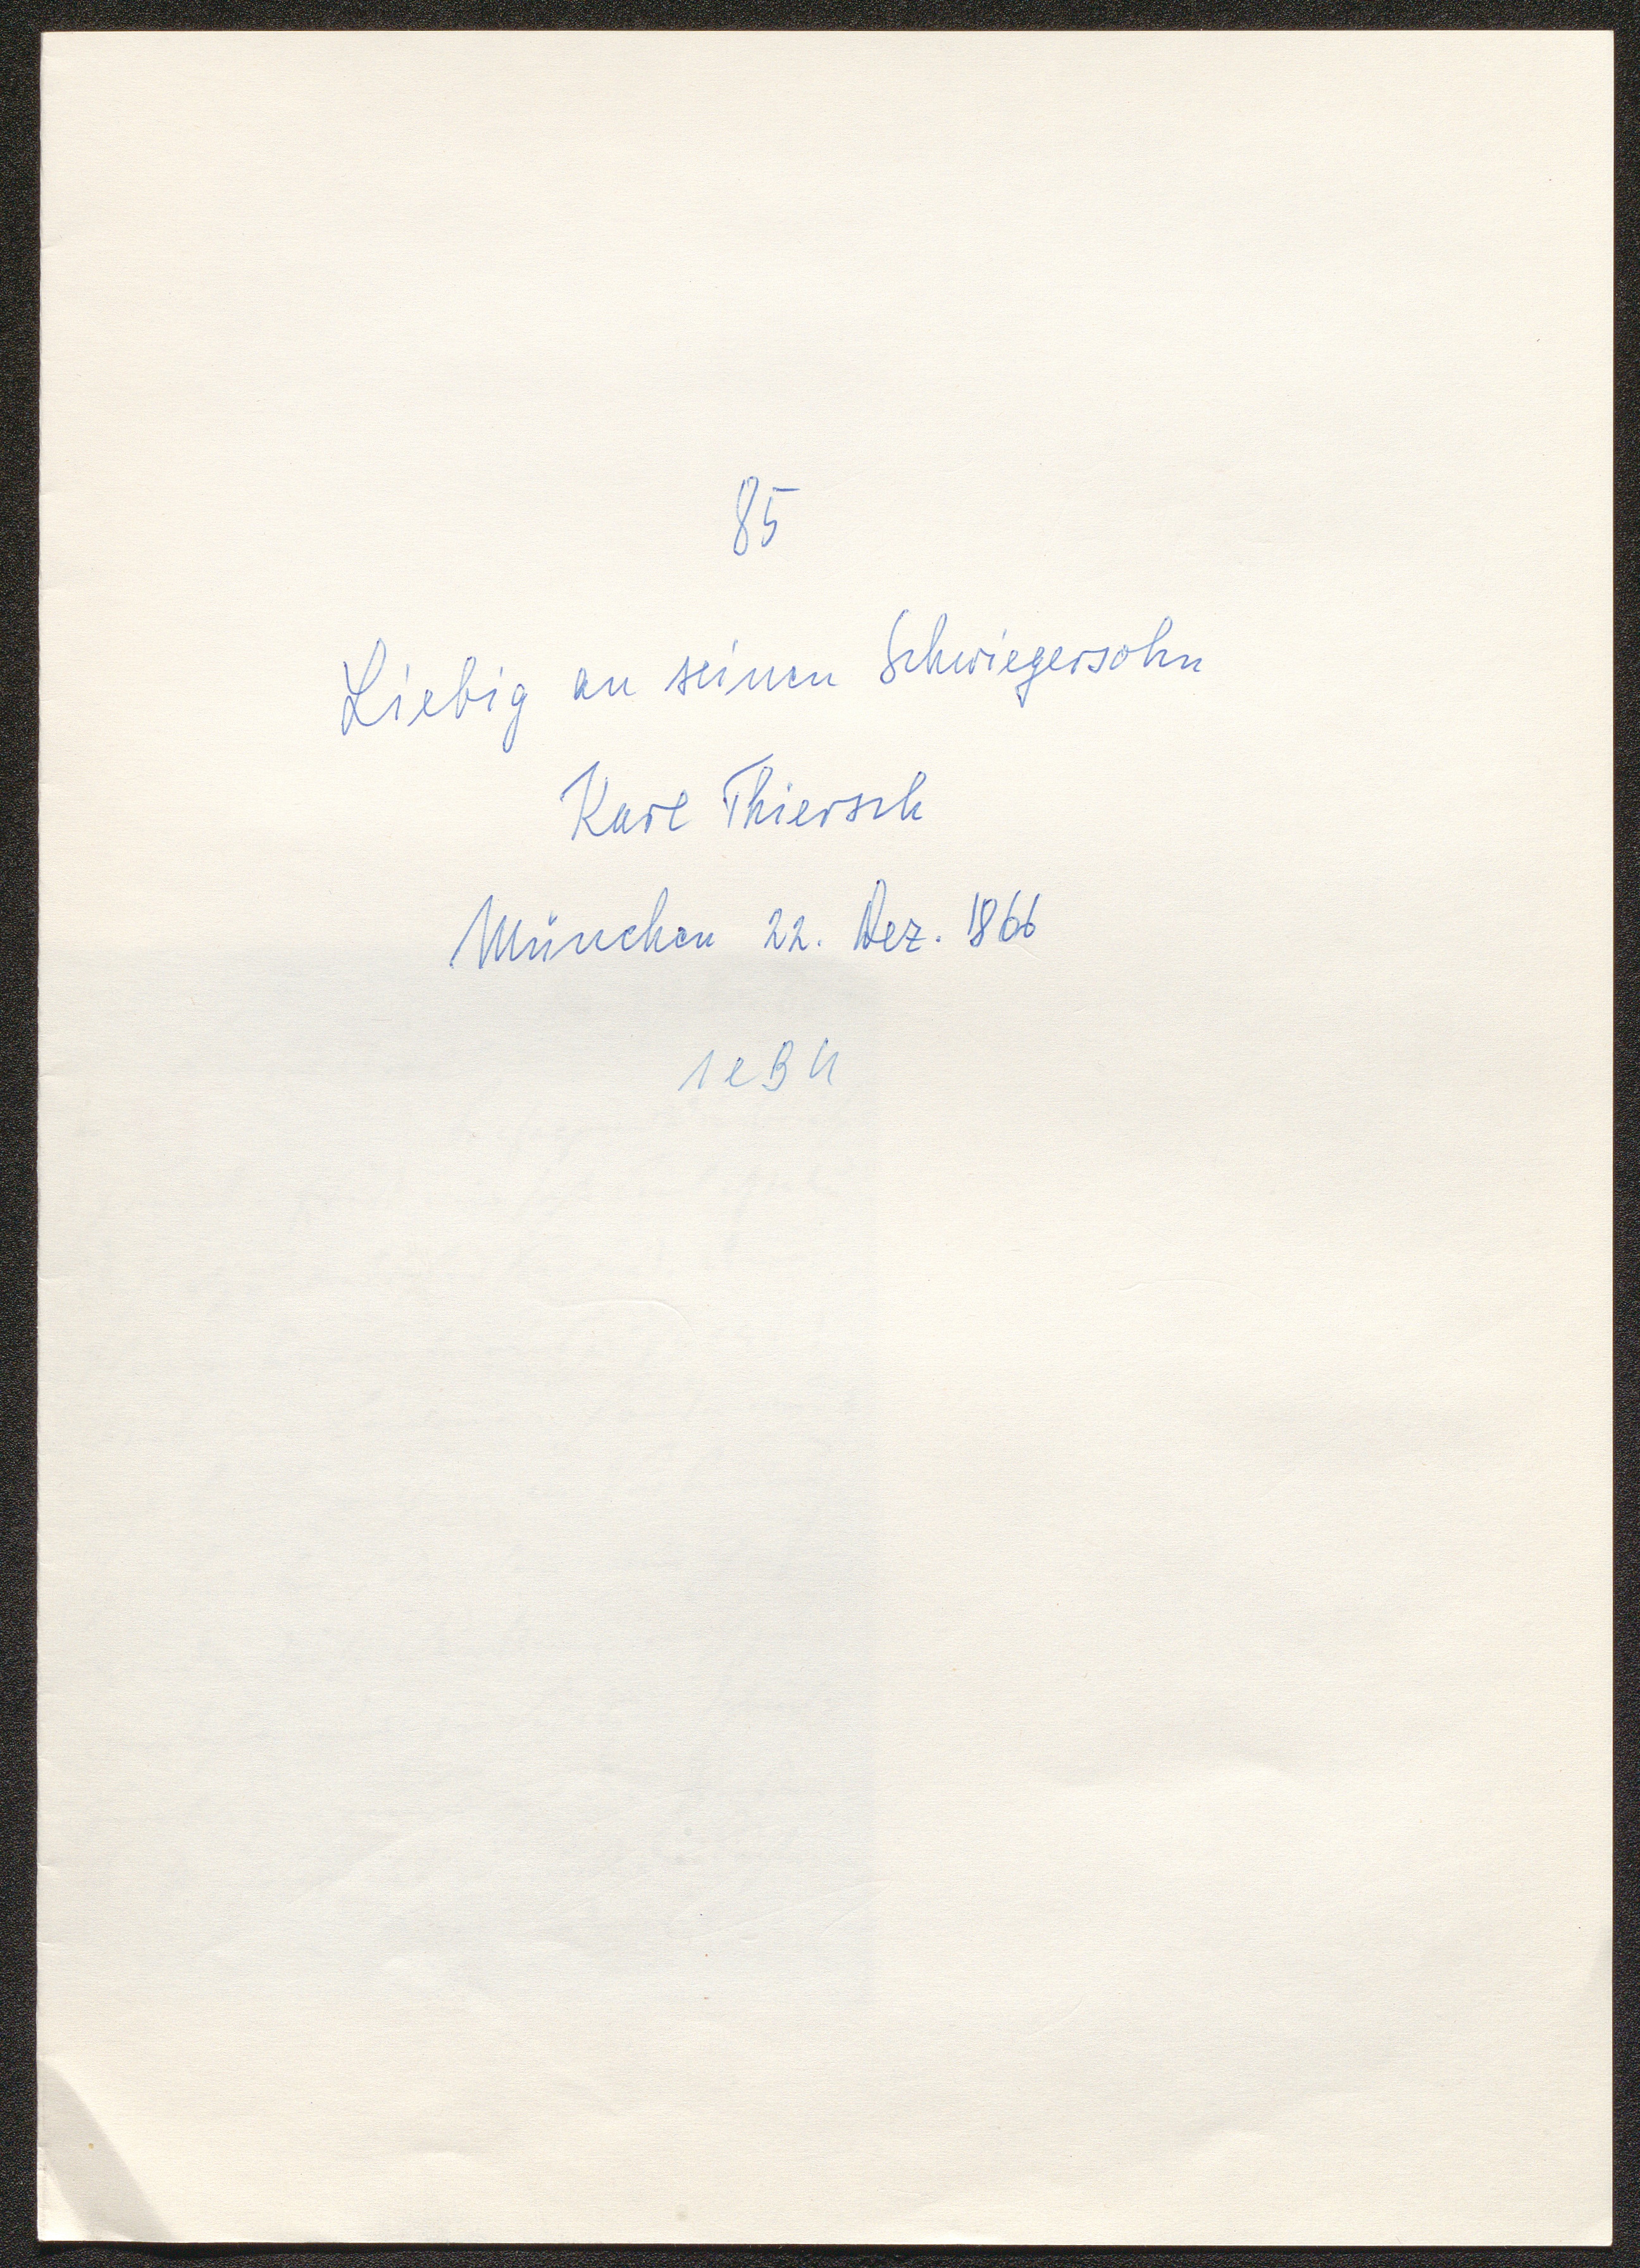 85
Liebig an seinen Schwiegersohn
Karl Thiersch
München 22. Dez. 1866
1 e B U